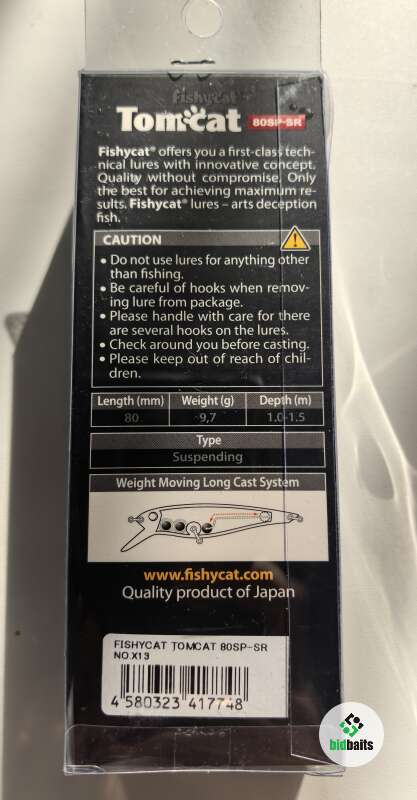 fishycat
Tomcat 80SP-SR
Fishycat® offers you a first-class tech-
nical lures with innovative concept.
Quality without compromise. Only
the best for achieving maximum re-
sults. Fishycat® lures – arts deception
fish.
CAUTION
• Do not use lures for anything other
than fishing.
• Be careful of hooks when remov-
ing lure from package.
• Please handle with care for there
are several hooks on the lures.
• Check around you before casting.
• Please keep out of reach of chil-
dren.
Length (mm) Weight (g) Depth (m)
80 9,7 1.0-1.5
Type
Suspending
Weight Moving Long Cast System
www.fishycat.com
Quality product of Japan
FISHYCAT TOMCAT 80SP-SR
NO.X13
4 580323 417748
bidbaits